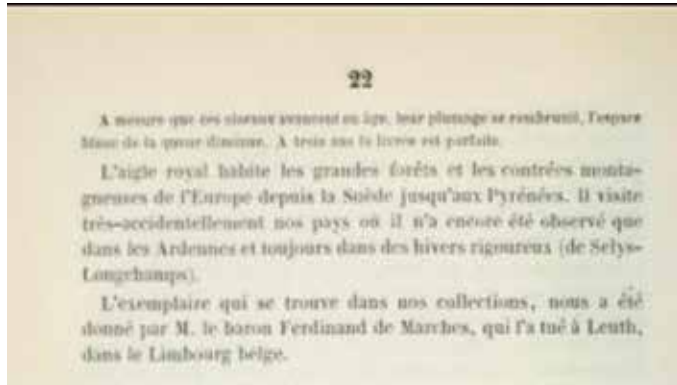 22
A mesure que ces oiseaux avancent en âge, leur plumage se rembrunit, l'espace
blanc de la queue diminue. A trois ans la livrée est parfaite.
L'aigle royal habite les grandes forêts et les contrées monta-
gneuses de l'Europe depuis la Suède jusqu'aux Pyrénées. Il visite
très-accidentellement nos pays où il n'a encore été observé que
dans les Ardennes et toujours dans des hivers rigoureux (de Selys-
Longchamps).
L'exemplaire qui se trouve dans nos collections, nous a été
donné par M. le baron Ferdinand de Marches, qui l'a tué à Leuth,
dans le Limbourg belge.